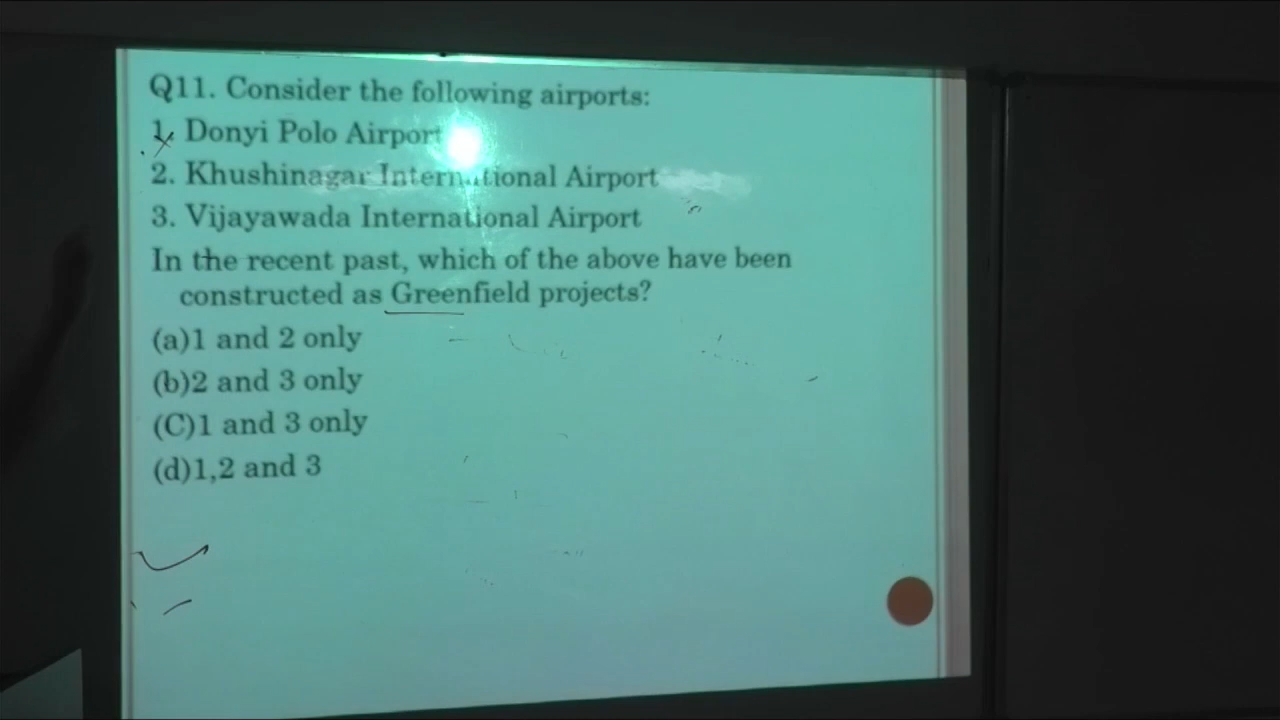 Q11. Consider the following airports:
1. Donyi Polo Airport
2. Khushinagar International Airport
3. Vijayawada International Airport
In the recent past, which of the above have been
constructed as Greenfield projects?
(a)1 and 2 only
(b)2 and 3 only
(C)1 and 3 only
(d)1,2 and 3